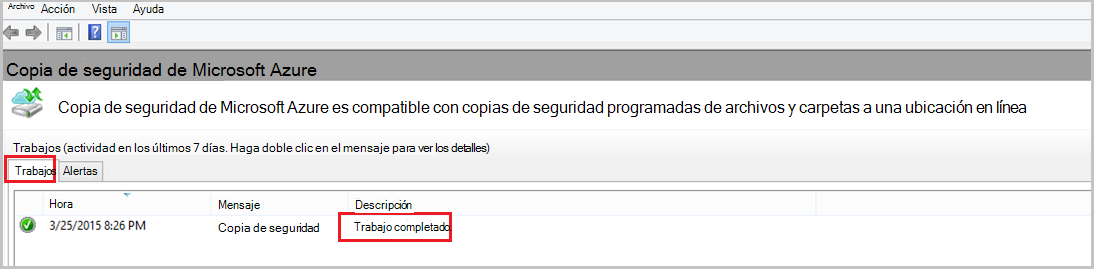 Archivo Acción Vista Ayuda
Copia de seguridad de Microsoft Azure
Copia de seguridad de Microsoft Azure es compatible con copias de seguridad programadas de archivos y carpetas a una ubicación en línea
Trabajos (actividad en los últimos 7 días. Haga doble clic en el mensaje para ver los detalles)
Trabajos Alertas
Hora Mensaje Descripción
3/25/2015 8:26 PM Copia de seguridad Trabajo completado